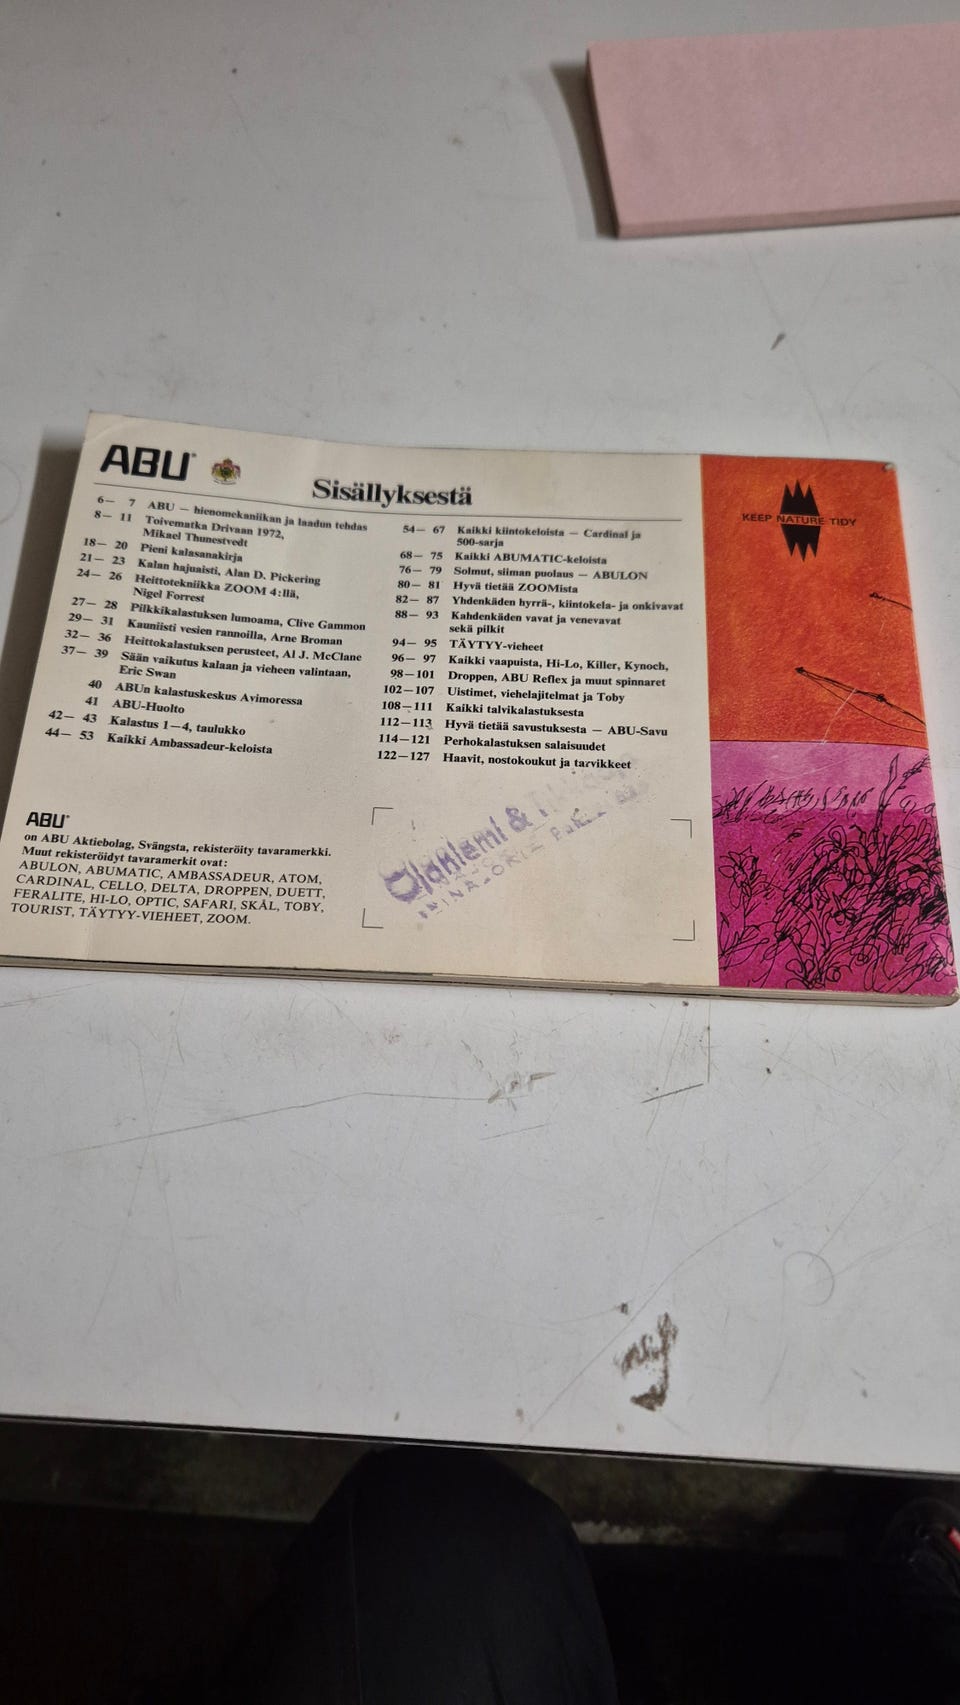 ABU
Sisällyksestä
6— 7 ABU — hienomekaniikan ja laadun tehdas
8— 11 Toivematka Drivaan 1972,
Mikael Thunestvedt
18— 20 Pieni kalasanakirja
21— 23 Kalan hajuaisti, Alan D. Pickering
24— 26 Heittotekniikka ZOOM 4:llä,
Nigel Forrest
27— 28 Pilkkikalastuksen lumoama, Clive Gammon
29— 31 Kauniisti vesien rannoilla, Arne Broman
32— 36 Heittokalastuksen perusteet, Al J. McClane
37— 39 Sään vaikutus kalaan ja vieheen valintaan,
Eric Swan
40 ABUn kalastuskeskus Avimoressa
41 ABU-Huolto
42— 43 Kalastus 1—4, taulukko
44— 53 Kaikki Ambassadeur-keloista
54— 67 Kaikki kiintokeloista — Cardinal ja
500-sarja
68— 75 Kaikki ABUMATIC-keloista
76— 79 Solmut, siiman puolaus — ABULON
80— 81 Hyvä tietää ZOOMista
82— 87 Yhdenkäden hyrrä-, kiintokela- ja onkivavat
88— 93 Kahdenkäden vavat ja venevavat
sekä pilkit
94— 95 TÄYTYY-vieheet
96— 97 Kaikki vaapuista, Hi-Lo, Killer, Kynoch,
98—101 Droppen, ABU Reflex ja muut spinnaret
102—107 Uistimet, viehelajitelmat ja Toby
108—111 Kaikki talvikalastuksesta
112—113 Hyvä tietää savustuksesta — ABU-Savu
114—121 Perhokalastuksen salaisuudet
122—127 Haavit, nostokoukut ja tarvikkeet
ABU
on ABU Aktiebolag, Svängsta, rekisteröity tavaramerkki.
Muut rekisteröidyt tavaramerkit ovat:
ABULON, ABUMATIC, AMBASSADEUR, ATOM,
CARDINAL, CELLO, DELTA, DROPPEN, DUETT,
FERALITE, HI-LO, OPTIC, SAFARI, SKÅL, TOBY,
TOURIST, TÄYTYY-VIEHEET, ZOOM.
Ojaniemi &
KEEP NATURE TIDY